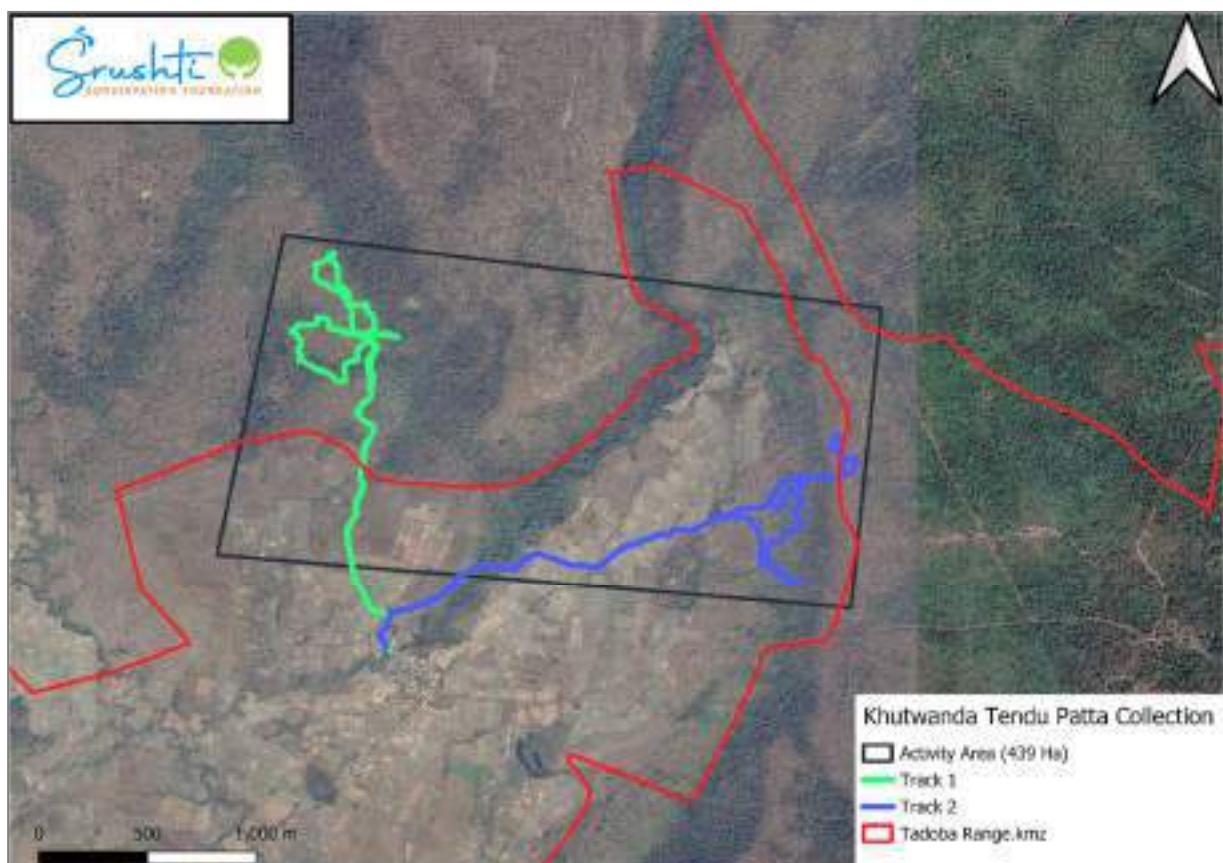 Srushti
CONSERVATION FOUNDATION
Khutwanda Tendu Patta Collection
Activity Area (439 Ha)
Track 1
Track 2
Tadoba Range.kmz
0 500 1,000 m